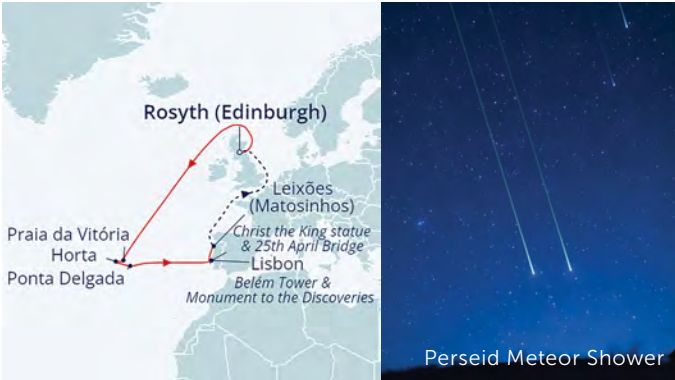 Rosyth (Edinburgh)
Leixões
(Matosinhos)
Praia da Vitória
Horta
Ponta Delgada
Christ the King statue
& 25th April Bridge
Lisbon
Belém Tower &
Monument to the Discoveries
Perseid Meteor Shower